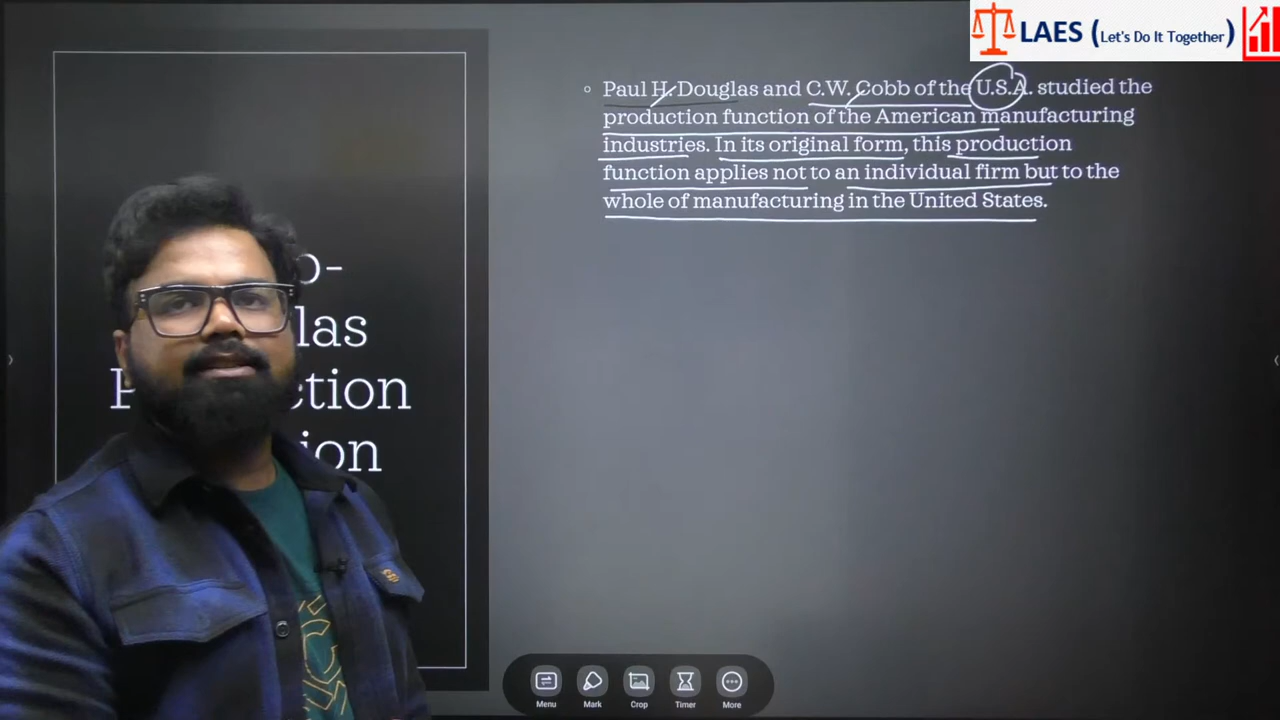 LAES (Let's Do It Together)
Paul H. Douglas and C.W. Cobb of the U.S.A. studied the
production function of the American manufacturing
industries. In its original form, this production
function applies not to an individual firm but to the
whole of manufacturing in the United States.
o-
las
ction
ion
Menu Mark Crop Timer More